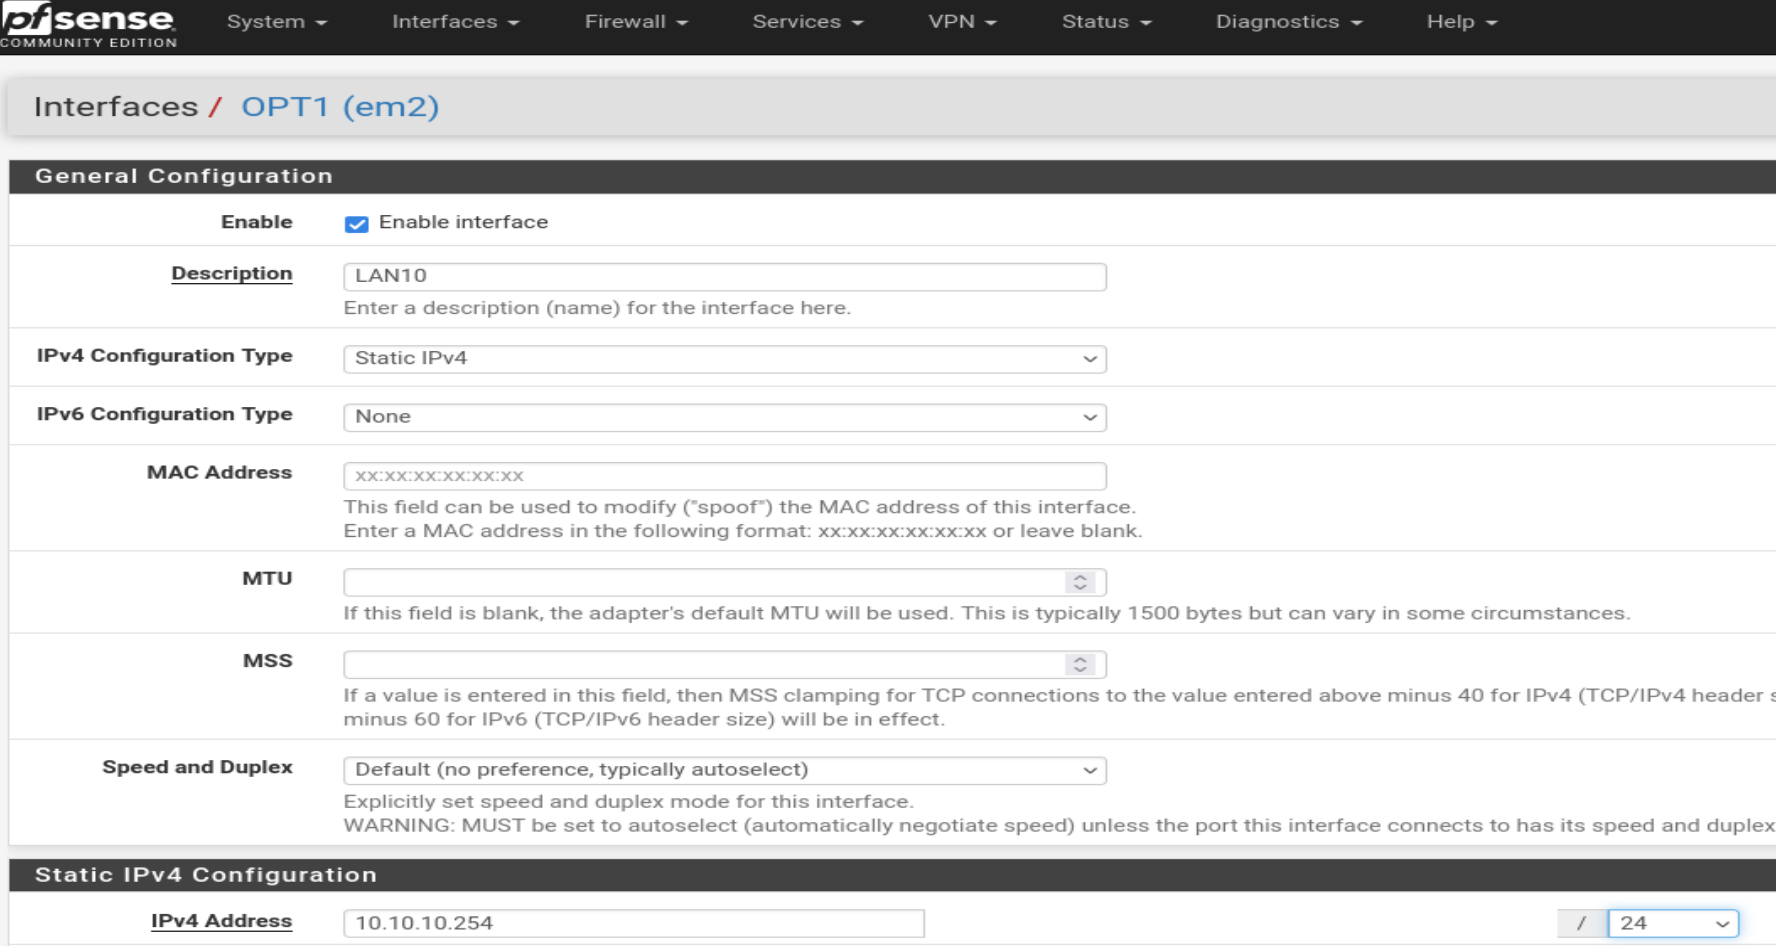 pfsense.
COMMUNITY EDITION
System Interfaces Firewall Services VPN Status Diagnostics Help
Interfaces / OPT1 (em2)
General Configuration
Enable Enable interface
Description LAN10
Enter a description (name) for the interface here.
IPv4 Configuration Type Static IPv4
IPv6 Configuration Type None
MAC Address xx:xx:xx:xx:xx:xx
This field can be used to modify ("spoof") the MAC address of this interface.
Enter a MAC address in the following format: xx:xx:xx:xx:xx:xx or leave blank.
MTU
If this field is blank, the adapter's default MTU will be used. This is typically 1500 bytes but can vary in some circumstances.
MSS
If a value is entered in this field, then MSS clamping for TCP connections to the value entered above minus 40 for IPv4 (TCP/IPv4 header s
minus 60 for IPv6 (TCP/IPv6 header size) will be in effect.
Speed and Duplex Default (no preference, typically autoselect)
Explicitly set speed and duplex mode for this interface.
WARNING: MUST be set to autoselect (automatically negotiate speed) unless the port this interface connects to has its speed and duplex
Static IPv4 Configuration
IPv4 Address 10.10.10.254 / 24